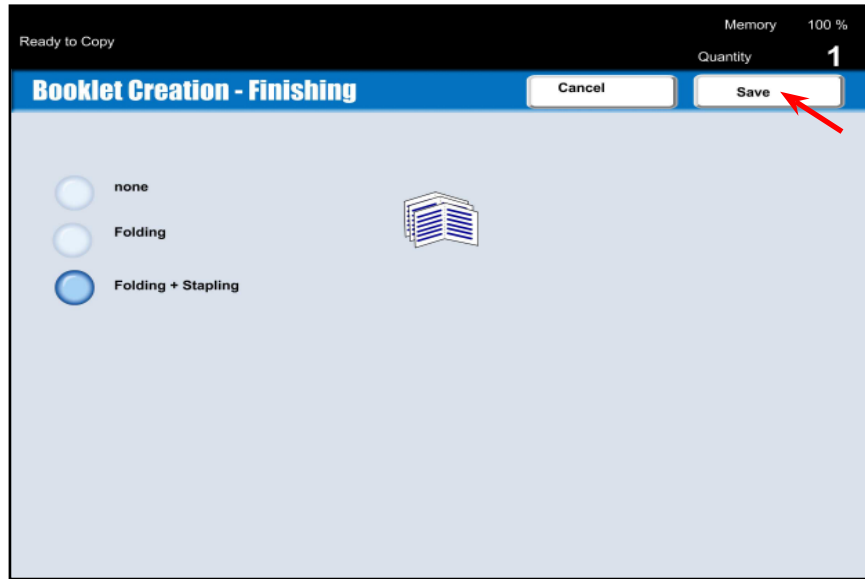 Memory 100 %
Ready to Copy
Quantity 1
Booklet Creation - Finishing
Cancel
Save
none
Folding
Folding + Stapling